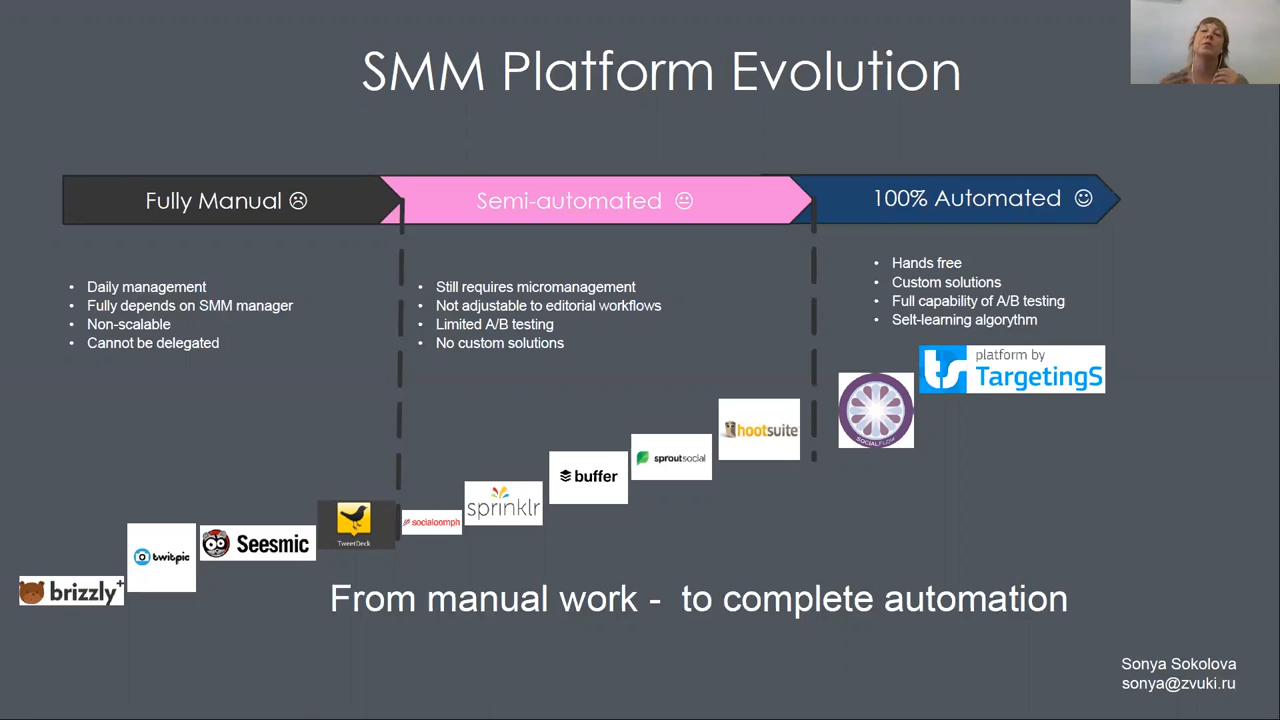 SMM Platform Evolution
Fully Manual ☹
Semi-automated 😐
100% Automated ☺
• Daily management
• Fully depends on SMM manager
• Non-scalable
• Cannot be delegated
• Still requires micromanagement
• Not adjustable to editorial workflows
• Limited A/B testing
• No custom solutions
• Hands free
• Custom solutions
• Full capability of A/B testing
• Selt-learning algorythm
ts platform by
TargetingS
SOCIALFLOW
hootsuite
sproutsocial
buffer
sprinklr
socialoomph
TweetDeck
Seesmic
twitpic
brizzly+
From manual work - to complete automation
Sonya Sokolova
sonya@zvuki.ru